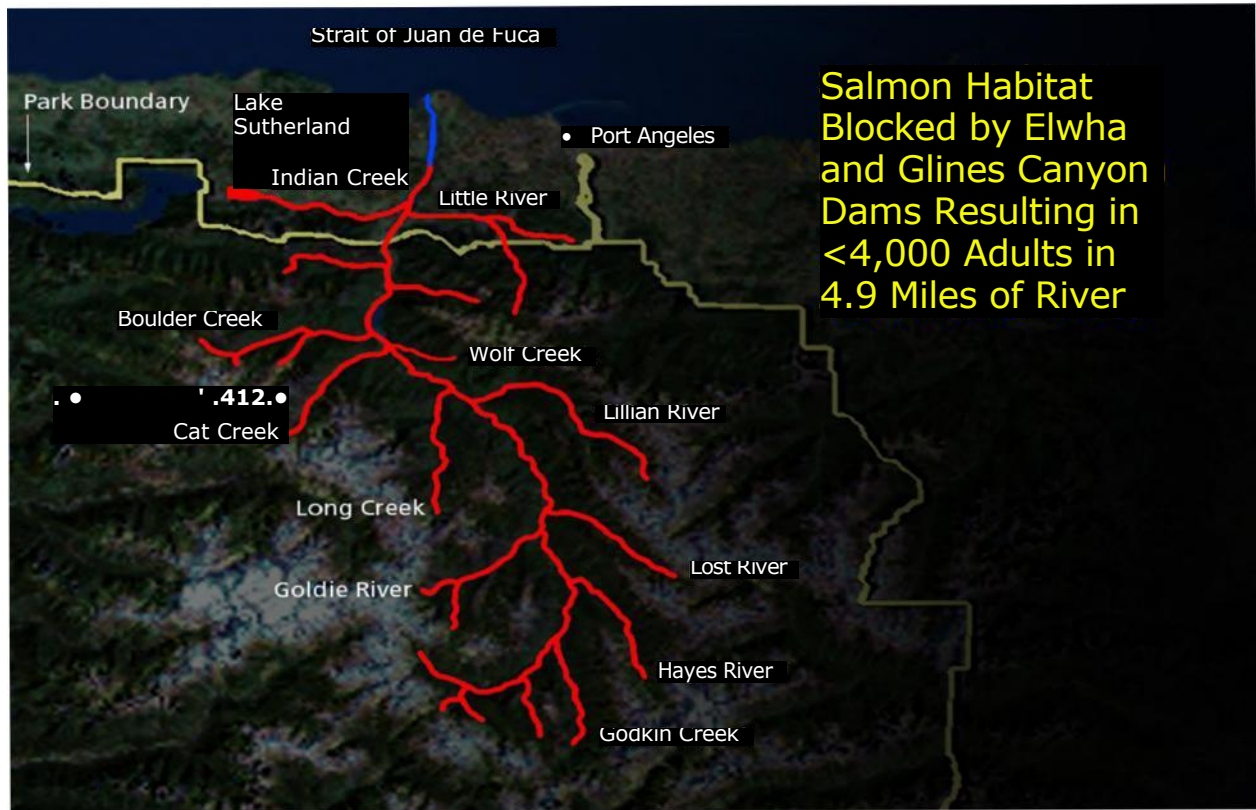 Strait of Juan de Fuca
Park Boundary
Lake
Sutherland
• Port Angeles
Indian Creek
Little River
Salmon Habitat
Blocked by Elwha
and Glines Canyon
Dams Resulting in
<4,000 Adults in
4.9 Miles of River
Boulder Creek
Wolf Creek
. • ' .412.•
Cat Creek
Lillian River
Long Creek
Lost River
Goldie River
Hayes River
Godkin Creek